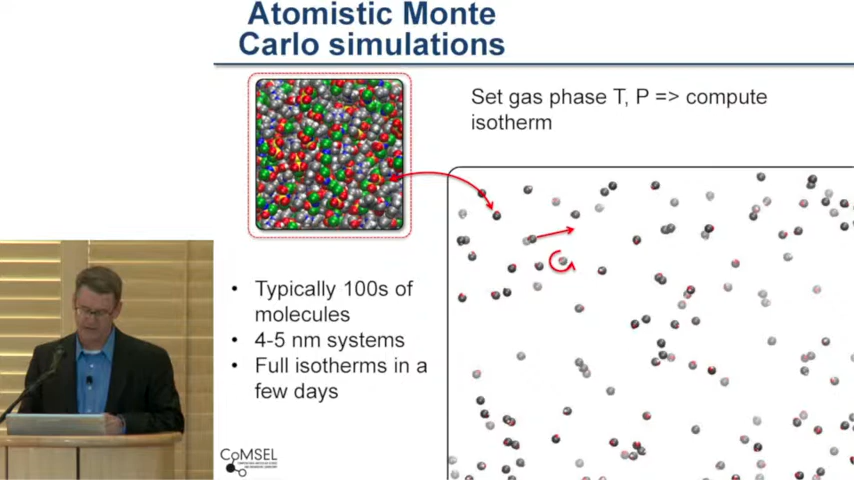 Atomistic Monte
Carlo simulations
Set gas phase T, P => compute
isotherm
• Typically 100s of
molecules
• 4-5 nm systems
• Full isotherms in a
few days
CoMSEL